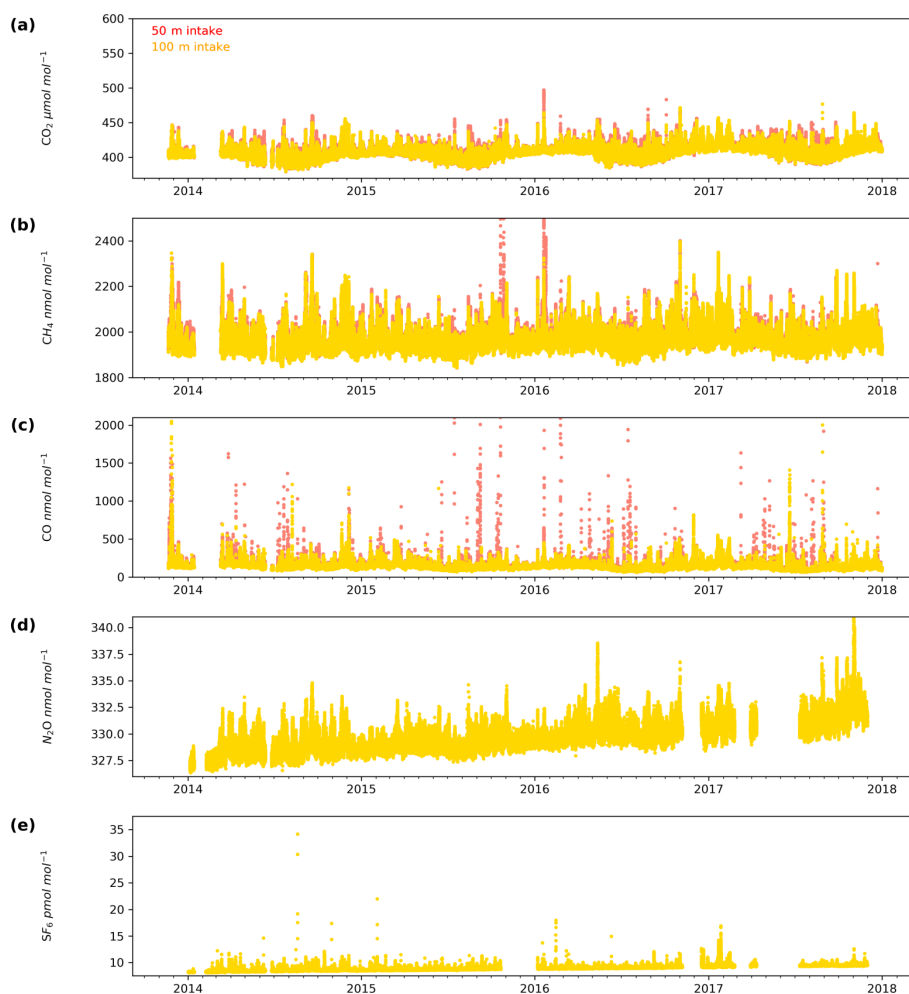 (a)
50 m intake
100 m intake
CO₂ μmol mol⁻¹
600
550
500
450
400
2014 2015 2016 2017 2018
(b)
CH₄ nmol mol⁻¹
2400
2200
2000
1800
2014 2015 2016 2017 2018
(c)
CO nmol mol⁻¹
2000
1500
1000
500
0
2014 2015 2016 2017 2018
(d)
N₂O nmol mol⁻¹
340.0
337.5
335.0
332.5
330.0
327.5
2014 2015 2016 2017 2018
(e)
SF₆ pmol mol⁻¹
35
30
25
20
15
10
2014 2015 2016 2017 2018